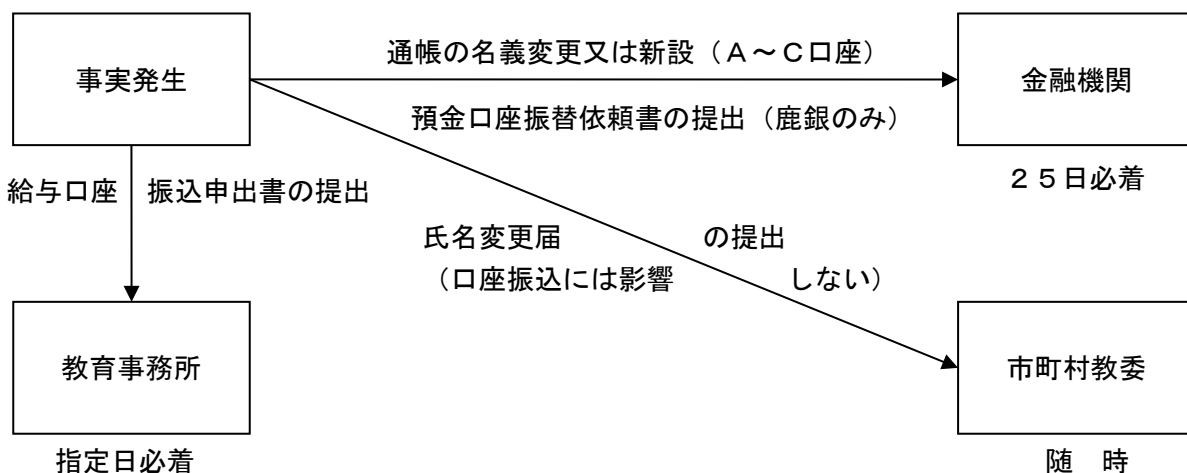 通帳の名義変更又は新設（Ａ～Ｃ口座）
事実発生
金融機関
預金口座振替依頼書の提出（鹿銀のみ）
２５日必着
給与口座　振込申出書の提出
氏名変更届　の提出
（口座振込には影響　しない）
教育事務所
市町村教委
指定日必着
随　時